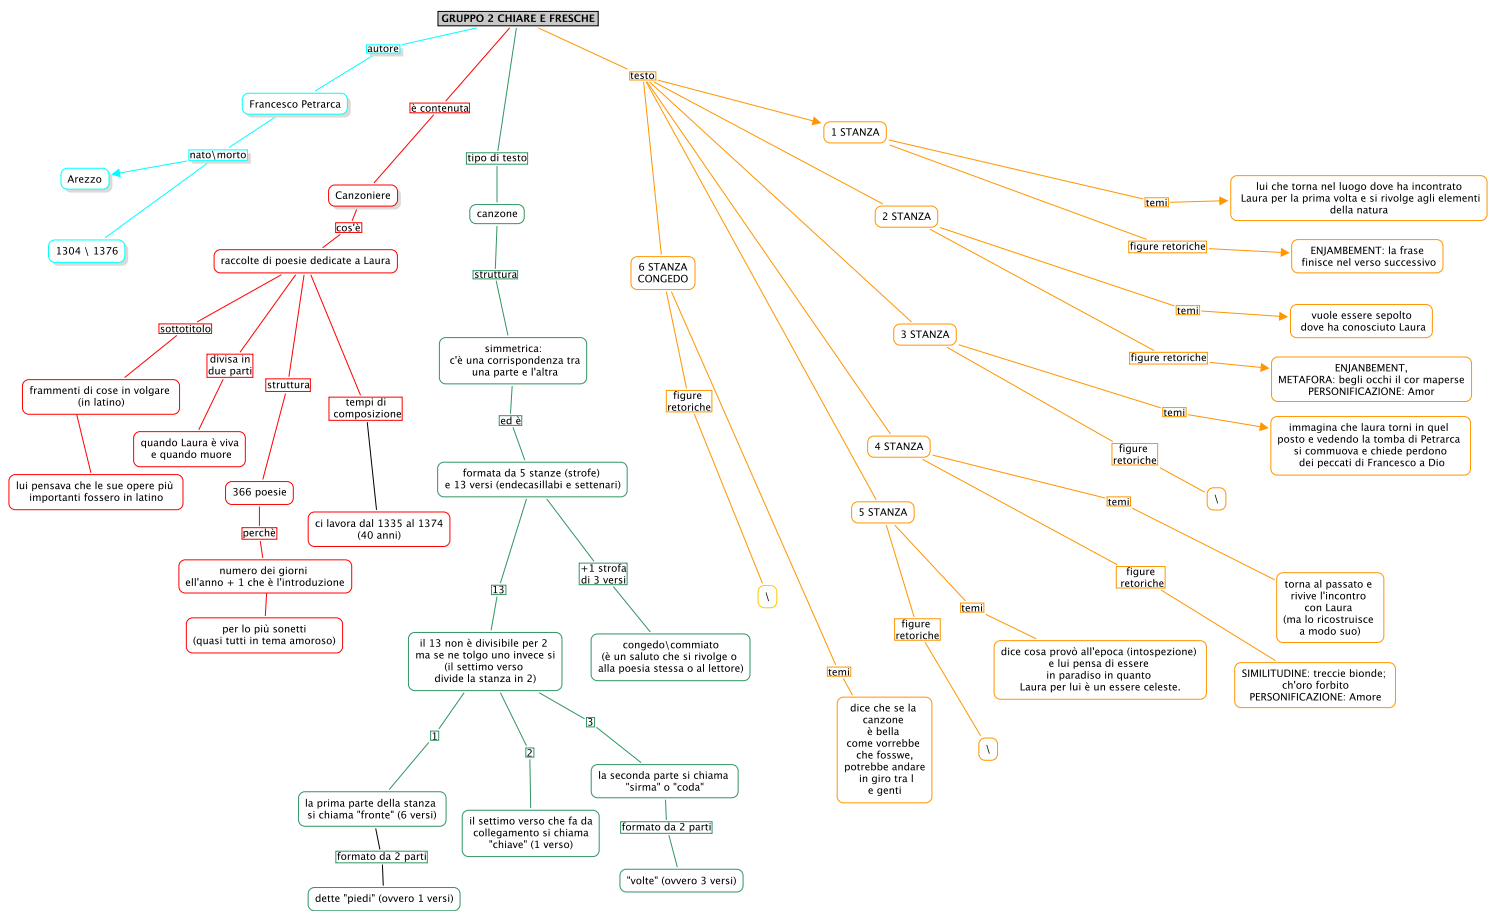 GRUPPO 2 CHIARE E FRESCHE
autore
Francesco Petrarca
nato\morto
Arezzo
1304 \ 1376
è contenuta
Canzoniere
cos'è
raccolte di poesie dedicate a Laura
sottotitolo
frammenti di cose in volgare
(in latino)
lui pensava che le sue opere più
importanti fossero in latino
divisa in
due parti
quando Laura è viva
e quando muore
struttura
366 poesie
perchè
numero dei giorni
ell'anno + 1 che è l'introduzione
per lo più sonetti
(quasi tutti in tema amoroso)
tempi di
composizione
ci lavora dal 1335 al 1374
(40 anni)
tipo di testo
canzone
struttura
simmetrica:
c'è una corrispondenza tra
una parte e l'altra
ed è
formata da 5 stanze (strofe)
e 13 versi (endecasillabi e settenari)
13
il 13 non è divisibile per 2
ma se ne tolgo uno invece si
(il settimo verso
divide la stanza in 2)
1
la prima parte della stanza
si chiama "fronte" (6 versi)
formato da 2 parti
dette "piedi" (ovvero 1 versi)
2
il settimo verso che fa da
collegamento si chiama
"chiave" (1 verso)
3
la seconda parte si chiama
"sirma" o "coda"
formato da 2 parti
"volte" (ovvero 3 versi)
+1 strofa
di 3 versi
congedo\commiato
(è un saluto che si rivolge o
alla poesia stessa o al lettore)
testo
1 STANZA
temi
lui che torna nel luogo dove ha incontrato
Laura per la prima volta e si rivolge agli elementi
della natura
figure retoriche
ENJAMBEMENT: la frase
finisce nel verso successivo
2 STANZA
temi
vuole essere sepolto
dove ha conosciuto Laura
figure retoriche
ENJANBEMENT,
METAFORA: begli occhi il cor maperse
PERSONIFICAZIONE: Amor
3 STANZA
temi
immagina che laura torni in quel
posto e vedendo la tomba di Petrarca
si commuova e chiede perdono
dei peccati di Francesco a Dio
figure
retoriche
\
4 STANZA
temi
torna al passato e
rivive l'incontro
con Laura
(ma lo ricostruisce
a modo suo)
figure
retoriche
SIMILITUDINE: treccie bionde;
ch'oro forbito
PERSONIFICAZIONE: Amore
5 STANZA
temi
dice cosa provò all'epoca (intospezione)
e lui pensa di essere
in paradiso in quanto
Laura per lui è un essere celeste.
figure
retoriche
\
6 STANZA
CONGEDO
figure
retoriche
\
temi
dice che se la
canzone
è bella
come vorrebbe
che fosswe,
potrebbe andare
in giro tra l
e genti